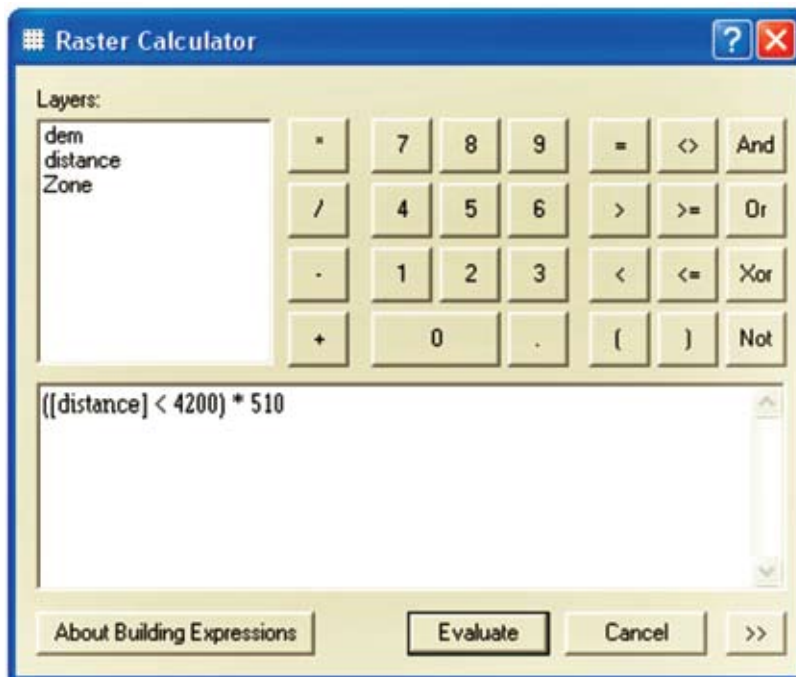 Raster Calculator ?
Layers:
dem
distance
Zone
* 7 8 9 = <> And
/ 4 5 6 > >= Or
- 1 2 3 < <= Xor
+ 0 . ( ) Not
([distance] < 4200) * 510
About Building Expressions Evaluate Cancel >>